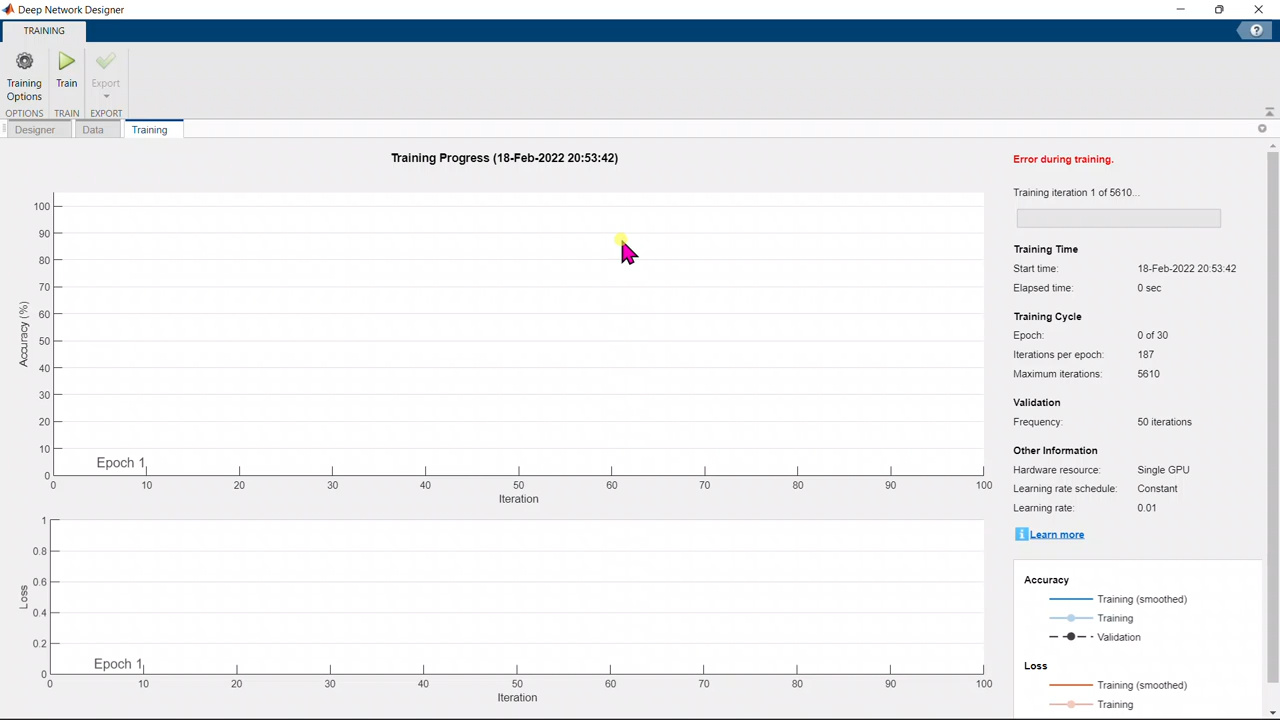 Deep Network Designer
TRAINING
Training Options
Train
Export
OPTIONS
TRAIN
EXPORT
Designer
Data
Training
Training Progress (18-Feb-2022 20:53:42)
100
90
80
70
60
50
40
30
20
10
0
Accuracy (%)
Epoch 1
0 10 20 30 40 50 60 70 80 90 100
Iteration
1
0.8
0.6
0.4
0.2
0
Loss
Epoch 1
0 10 20 30 40 50 60 70 80 90 100
Iteration
Error during training.
Training iteration 1 of 5610...
Training Time
Start time: 18-Feb-2022 20:53:42
Elapsed time: 0 sec
Training Cycle
Epoch: 0 of 30
Iterations per epoch: 187
Maximum iterations: 5610
Validation
Frequency: 50 iterations
Other Information
Hardware resource: Single GPU
Learning rate schedule: Constant
Learning rate: 0.01
i Learn more
Accuracy
Training (smoothed)
Training
Validation
Loss
Training (smoothed)
Training